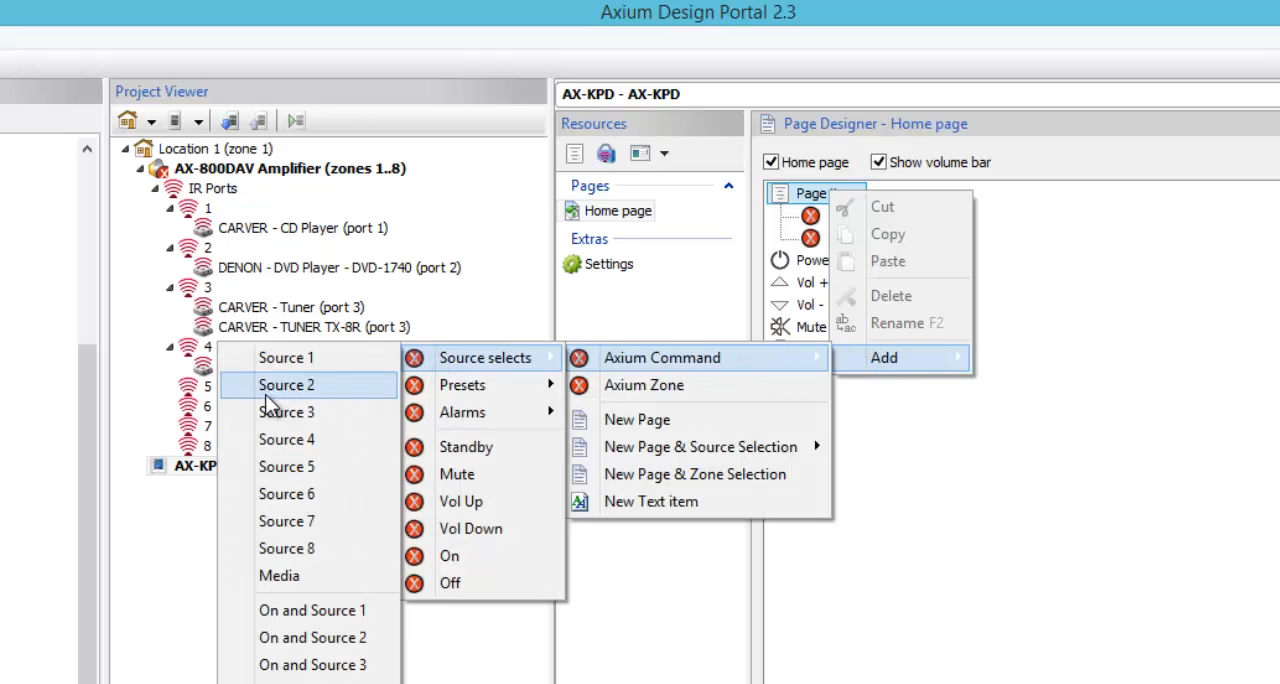 Axium Design Portal 2.3
Project Viewer
Location 1 (zone 1)
AX-800DAV Amplifier (zones 1..8)
IR Ports
1
CARVER - CD Player (port 1)
2
DENON - DVD Player - DVD-1740 (port 2)
3
CARVER - Tuner (port 3)
CARVER - TUNER TX-8R (port 3)
4
5
6
7
8
AX-KP
AX-KPD - AX-KPD
Resources
Pages
Home page
Extras
Settings
Page Designer - Home page
Home page
Show volume bar
Page
Powe
Vol +
Vol -
Mute
Cut
Copy
Paste
Delete
Rename F2
Add
Axium Command
Axium Zone
New Page
New Page & Source Selection
New Page & Zone Selection
New Text item
Source selects
Presets
Alarms
Standby
Mute
Vol Up
Vol Down
On
Off
Source 1
Source 2
Source 3
Source 4
Source 5
Source 6
Source 7
Source 8
Media
On and Source 1
On and Source 2
On and Source 3